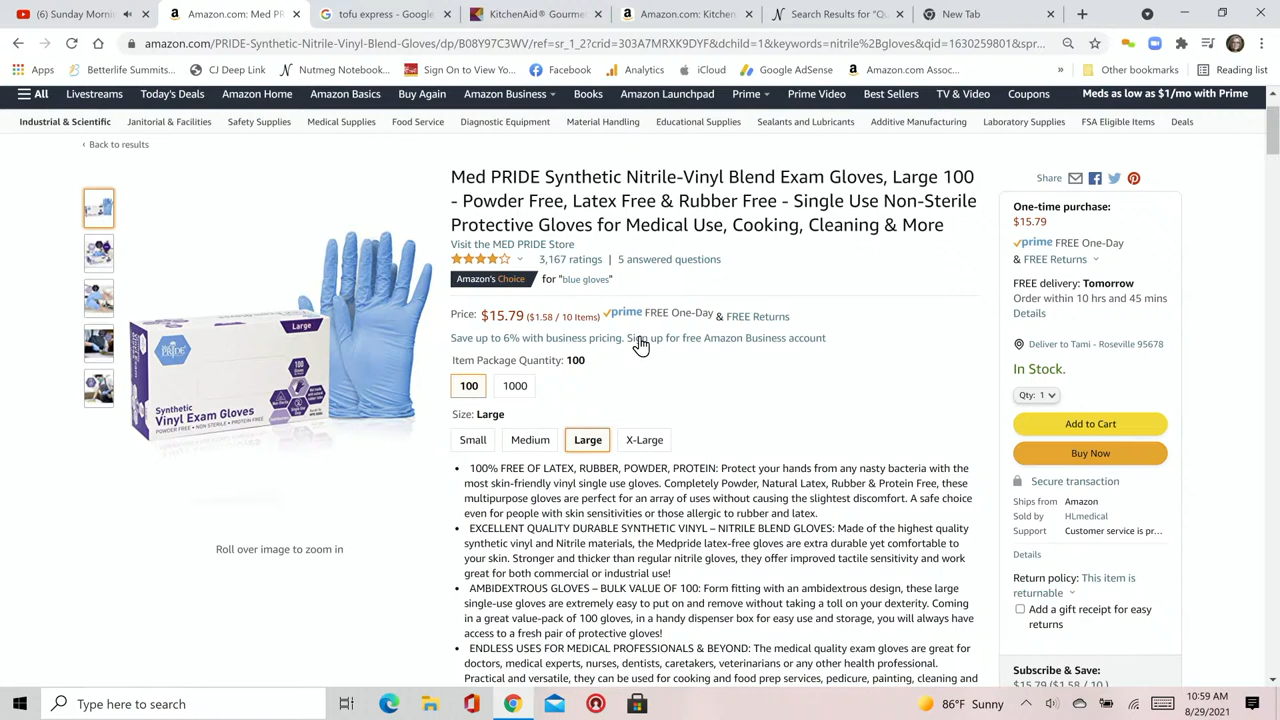 (6) Sunday Mornin
Amazon.com: Med PR
tofu express - Google
KitchenAid® Gourme
Amazon.com: Kitchen
Search Results for "Qu
New Tab
amazon.com/PRIDE-Synthetic-Nitrile-Vinyl-Blend-Gloves/dp/B08Y07C3WV/ref=sr_1_2?crid=303A7MRXK9DYF&dchild=1&keywords=nitrile%2Bgloves&qid=1630259801&spr...
Apps
Betterlife Summits...
CJ Deep Link
Nutmeg Notebook...
Sign On to View Yo...
Facebook
Analytics
iCloud
Google AdSense
Amazon.com Assoc...
»
Other bookmarks
Reading list
All Livestreams Today's Deals Amazon Home Amazon Basics Buy Again Amazon Business Books Amazon Launchpad Prime Prime Video Best Sellers TV & Video Coupons Meds as low as $1/mo with Prime
Industrial & Scientific Janitorial & Facilities Safety Supplies Medical Supplies Food Service Diagnostic Equipment Material Handling Educational Supplies Sealants and Lubricants Additive Manufacturing Laboratory Supplies FSA Eligible Items Deals
‹ Back to results
Large
MED PRIDE
Synthetic
Vinyl Exam Gloves
POWDER FREE • NON STERILE • PROTEIN FREE
Roll over image to zoom in
Med PRIDE Synthetic Nitrile-Vinyl Blend Exam Gloves, Large 100
- Powder Free, Latex Free & Rubber Free - Single Use Non-Sterile
Protective Gloves for Medical Use, Cooking, Cleaning & More
Visit the MED PRIDE Store
3,167 ratings | 5 answered questions
Amazon's Choice for "blue gloves"
Price: $15.79 ($1.58 / 10 Items) prime FREE One-Day & FREE Returns
Save up to 6% with business pricing. Sign up for free Amazon Business account
Item Package Quantity: 100
100 1000
Size: Large
Small Medium Large X-Large
• 100% FREE OF LATEX, RUBBER, POWDER, PROTEIN: Protect your hands from any nasty bacteria with the
most skin-friendly vinyl single use gloves. Completely Powder, Natural Latex, Rubber & Protein Free, these
multipurpose gloves are perfect for an array of uses without causing the slightest discomfort. A safe choice
even for people with skin sensitivities or those allergic to rubber and latex.
• EXCELLENT QUALITY DURABLE SYNTHETIC VINYL – NITRILE BLEND GLOVES: Made of the highest quality
synthetic vinyl and Nitrile materials, the Medpride latex-free gloves are extra durable yet comfortable to
your skin. Stronger and thicker than regular nitrile gloves, they offer improved tactile sensitivity and work
great for both commercial or industrial use!
• AMBIDEXTROUS GLOVES – BULK VALUE OF 100: Form fitting with an ambidextrous design, these large
single-use gloves are extremely easy to put on and remove without taking a toll on your dexterity. Coming
in a great value-pack of 100 gloves, in a handy dispenser box for easy use and storage, you will always have
access to a fresh pair of protective gloves!
• ENDLESS USES FOR MEDICAL PROFESSIONALS & BEYOND: The medical quality exam gloves are great for
doctors, medical experts, nurses, dentists, caretakers, veterinarians or any other health professional.
Practical and versatile, they can be used for cooking and food prep services, pedicure, painting, cleaning and
Share
One-time purchase:
$15.79
prime FREE One-Day
& FREE Returns
FREE delivery: Tomorrow
Order within 10 hrs and 45 mins
Details
Deliver to Tami - Roseville 95678
In Stock.
Qty: 1
Add to Cart
Buy Now
Secure transaction
Ships from Amazon
Sold by HLmedical
Support Customer service is pr...
Details
Return policy: This item is
returnable
Add a gift receipt for easy
returns
Subscribe & Save:
$15.79 ($1.58 / 10 )
Type here to search
86°F Sunny
10:59 AM
8/29/2021